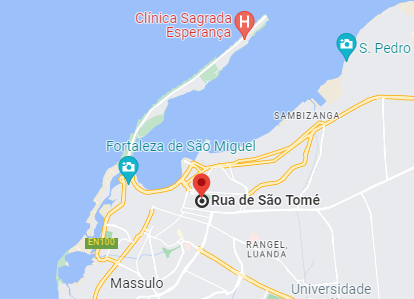 Clínica Sagrada
Esperança
H
S. Pedro
SAMBIZANGA
Fortaleza de São Miguel
Rua de São Tomé
EN100
RANGEL,
LUANDA
Massulo
Universidade